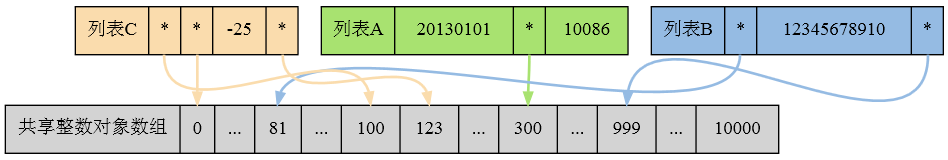 列表C * * -25 * 列表A 20130101 * 10086 列表B * 12345678910 *
共享整数对象数组 0 ... 81 ... 100 123 ... 300 ... 999 ... 10000